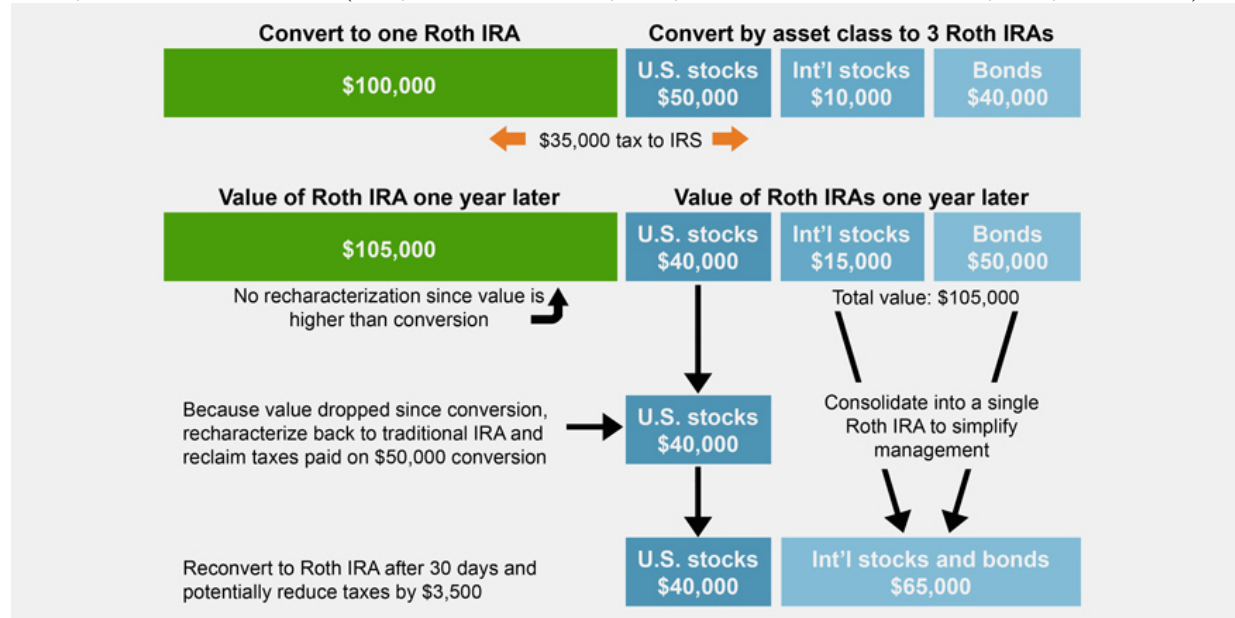 Convert to one Roth IRA
Convert by asset class to 3 Roth IRAs
$100,000
U.S. stocks
$50,000
Int'l stocks
$10,000
Bonds
$40,000
$35,000 tax to IRS
Value of Roth IRA one year later
Value of Roth IRAs one year later
$105,000
U.S. stocks
$40,000
Int'l stocks
$15,000
Bonds
$50,000
No recharacterization since value is
higher than conversion
Total value: $105,000
Because value dropped since conversion,
recharacterize back to traditional IRA and
reclaim taxes paid on $50,000 conversion
U.S. stocks
$40,000
Consolidate into a single
Roth IRA to simplify
management
Reconvert to Roth IRA after 30 days and
potentially reduce taxes by $3,500
U.S. stocks
$40,000
Int'l stocks and bonds
$65,000